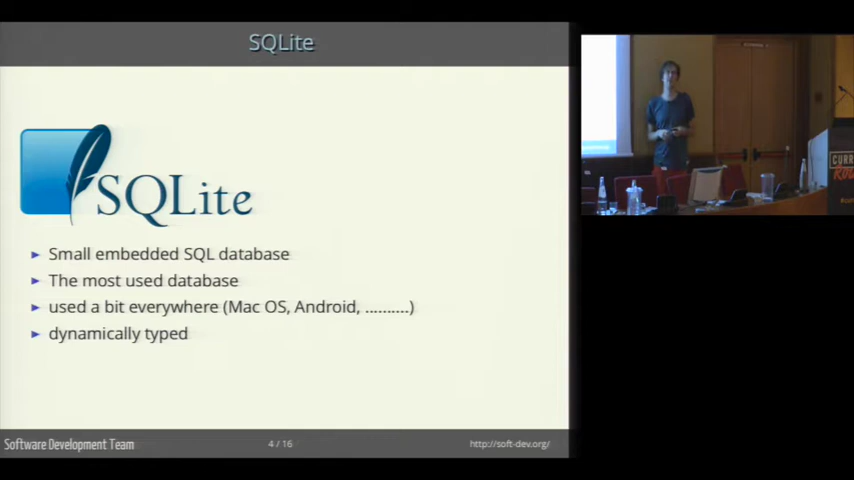 SQLite
SQLite
▸ Small embedded SQL database
▸ The most used database
▸ used a bit everywhere (Mac OS, Android, ..........)
▸ dynamically typed
Software Development Team
4 / 16
http://soft-dev.org/